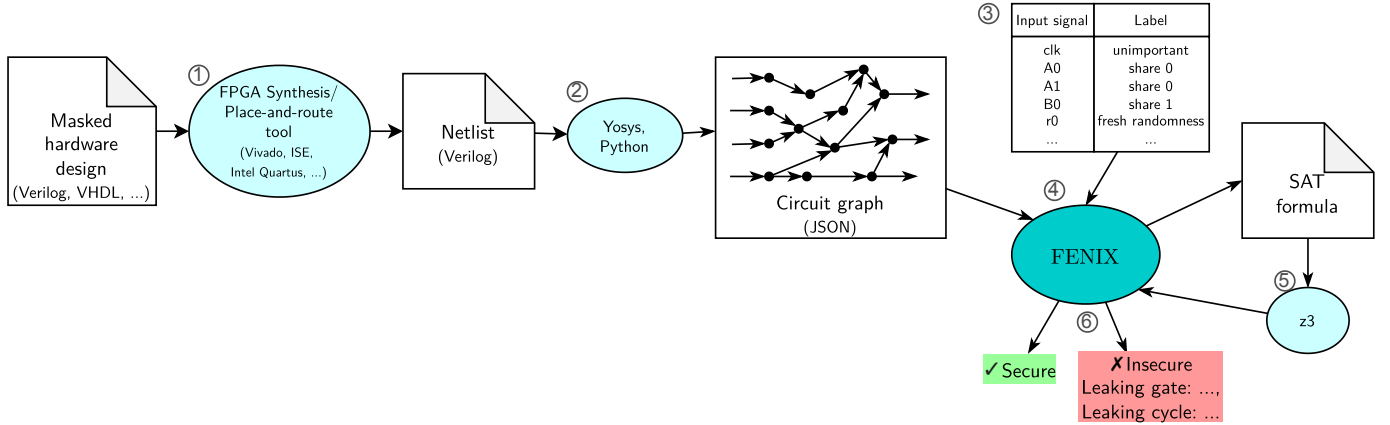 Masked
hardware
design
(Verilog, VHDL, ...)
1
FPGA Synthesis/
Place-and-route
tool
(Vivado, ISE,
Intel Quartus, ...)
Netlist
(Verilog)
2
Yosys,
Python
Circuit graph
(JSON)
3
Input signal Label
clk unimportant
A0 share 0
A1 share 0
B0 share 1
r0 fresh randomness
... ...
4
FENIX
SAT
formula
5
z3
6
✓Secure
✗Insecure
Leaking gate: ...,
Leaking cycle: ...